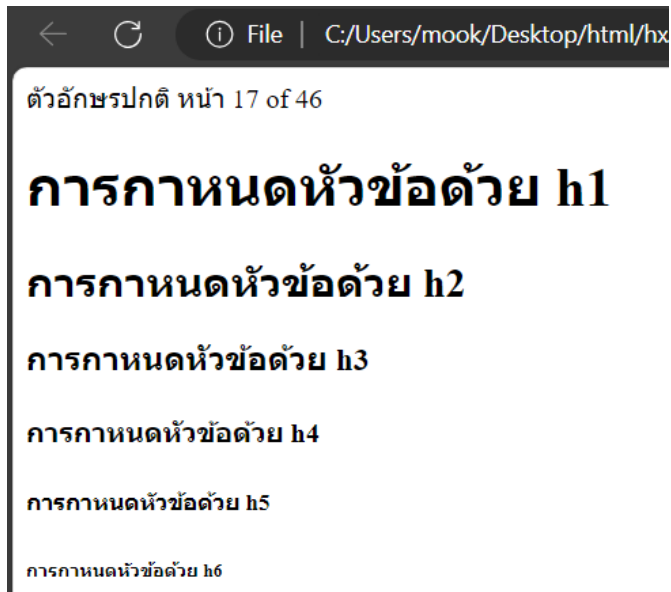 File | C:/Users/mook/Desktop/html/hx
ตัวอักษรปกติ หน้า 17 of 46
การกาหนดหัวข้อด้วย h1
การกาหนดหัวข้อด้วย h2
การกาหนดหัวข้อด้วย h3
การกาหนดหัวข้อด้วย h4
การกาหนดหัวข้อด้วย h5
การกาหนดหัวข้อด้วย h6